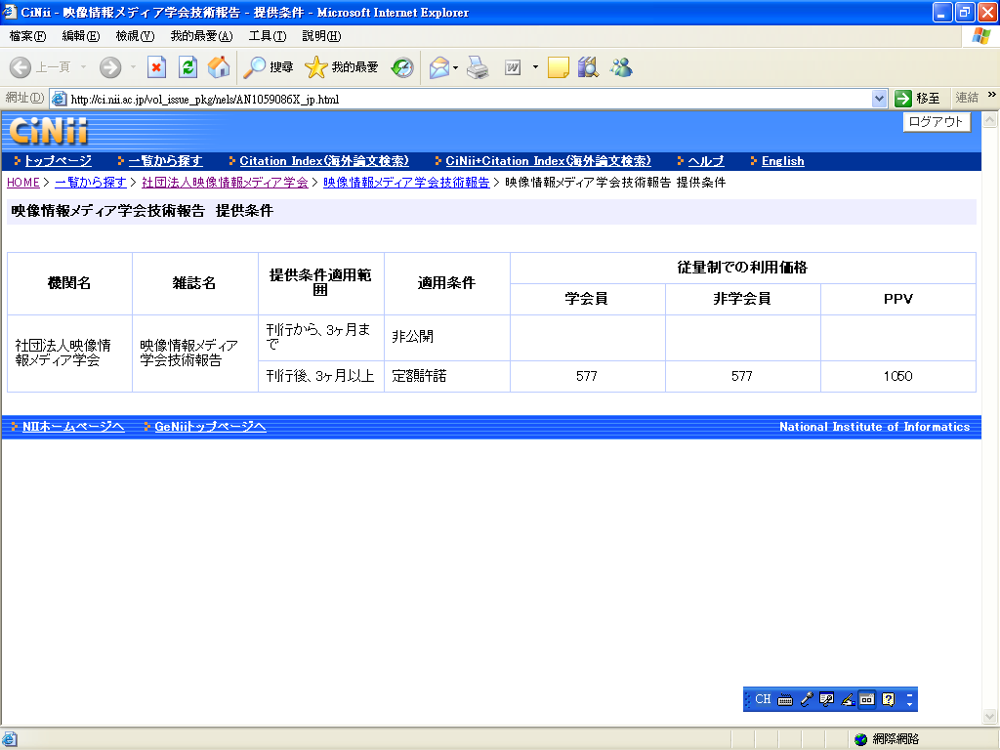 CiNii - 映像情報メディア学会技術報告 - 提供条件 - Microsoft Internet Explorer
檔案(F) 編輯(E) 檢視(V) 我的最愛(A) 工具(T) 說明(H)
上一頁 搜尋 我的最愛
網址(D) http://ci.nii.ac.jp/vol_issue_pkg/nels/AN1059086X_jp.html 移至 連結 »
CiNii ログアウト
トップページ 一覧から探す Citation Index(海外論文検索) CiNii+Citation Index(海外論文検索) ヘルプ English
HOME > 一覧から探す > 社団法人映像情報メディア学会 > 映像情報メディア学会技術報告 > 映像情報メディア学会技術報告 提供条件
映像情報メディア学会技術報告 提供条件
機関名 雑誌名 提供条件適用範
囲 適用条件 従量制での利用価格
学会員 非学会員 PPV
社団法人映像情
報メディア学会
映像情報メディア
学会技術報告
刊行から、3ヶ月ま
で
非公開
刊行後、3ヶ月以上 定額許諾 577 577 1050
NIIホームページへ GeNiiトップページへ National Institute of Informatics
CH
網際網路